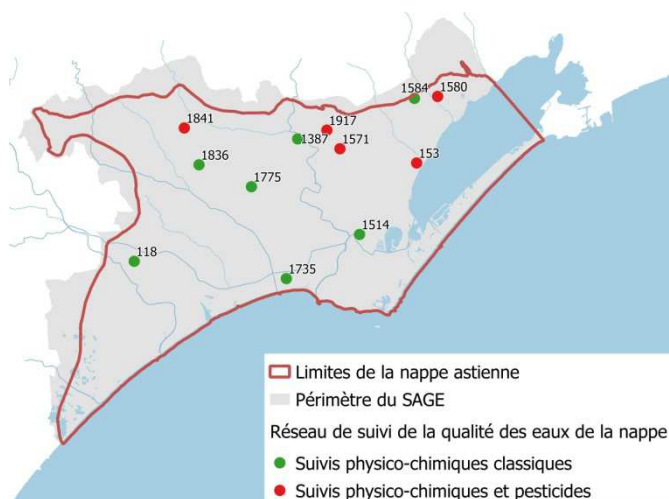 1584
1580
1841
1917
1387
1571
1836
153
1775
1514
118
1735
Limites de la nappe astienne
Périmètre du SAGE
Réseau de suivi de la qualité des eaux de la nappe
Suivis physico-chimiques classiques
Suivis physico-chimiques et pesticides